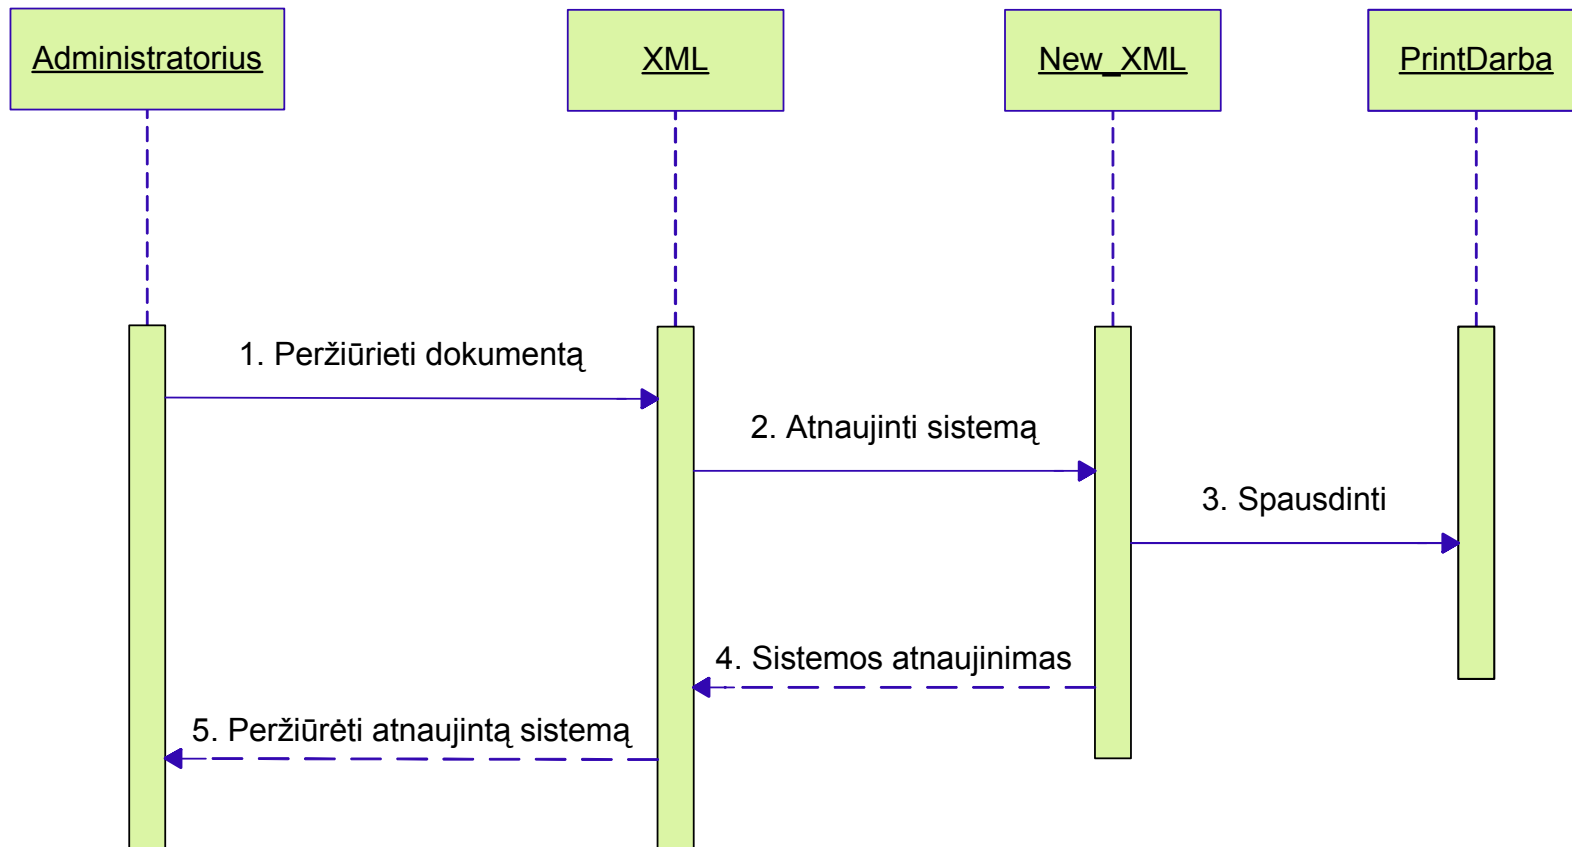 Administratorius
XML
New_XML
PrintDarba
1. Peržiūrieti dokumentą
2. Atnaujinti sistemą
3. Spausdinti
4. Sistemos atnaujinimas
5. Peržiūrėti atnaujintą sistemą